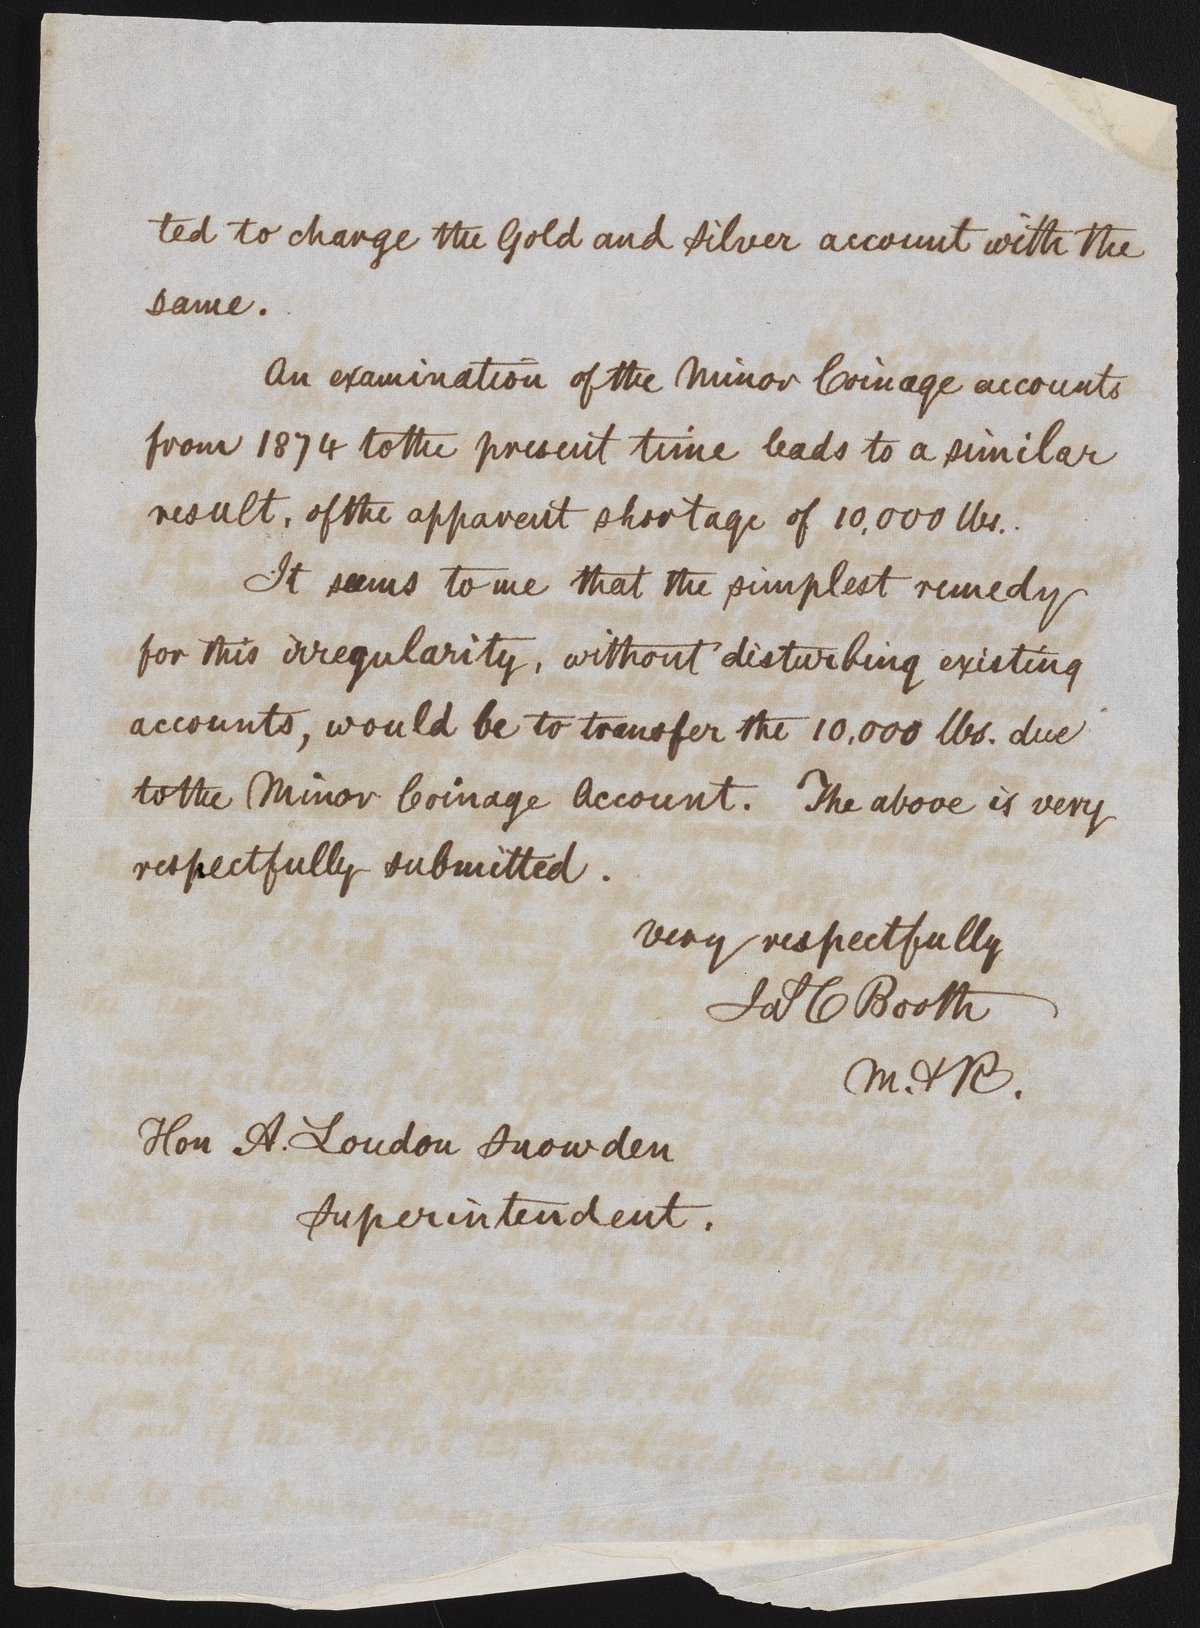 ted to charge the Gold and Silver account with the
same.
An examination of the Minor Coinage accounts
from 1874 to the present time leads to a similar
result, of the apparent shortage of 10,000 lbs.
It seems to me that the simplest remedy
for this irregularity, without disturbing existing
accounts, would be to transfer the 10,000 lbs. due
to the Minor Coinage Account. The above is very
respectfully submitted.
Very respectfully
Jas C Booth
M. & R.
Hon A. Loudon Snowden
Superintendent.